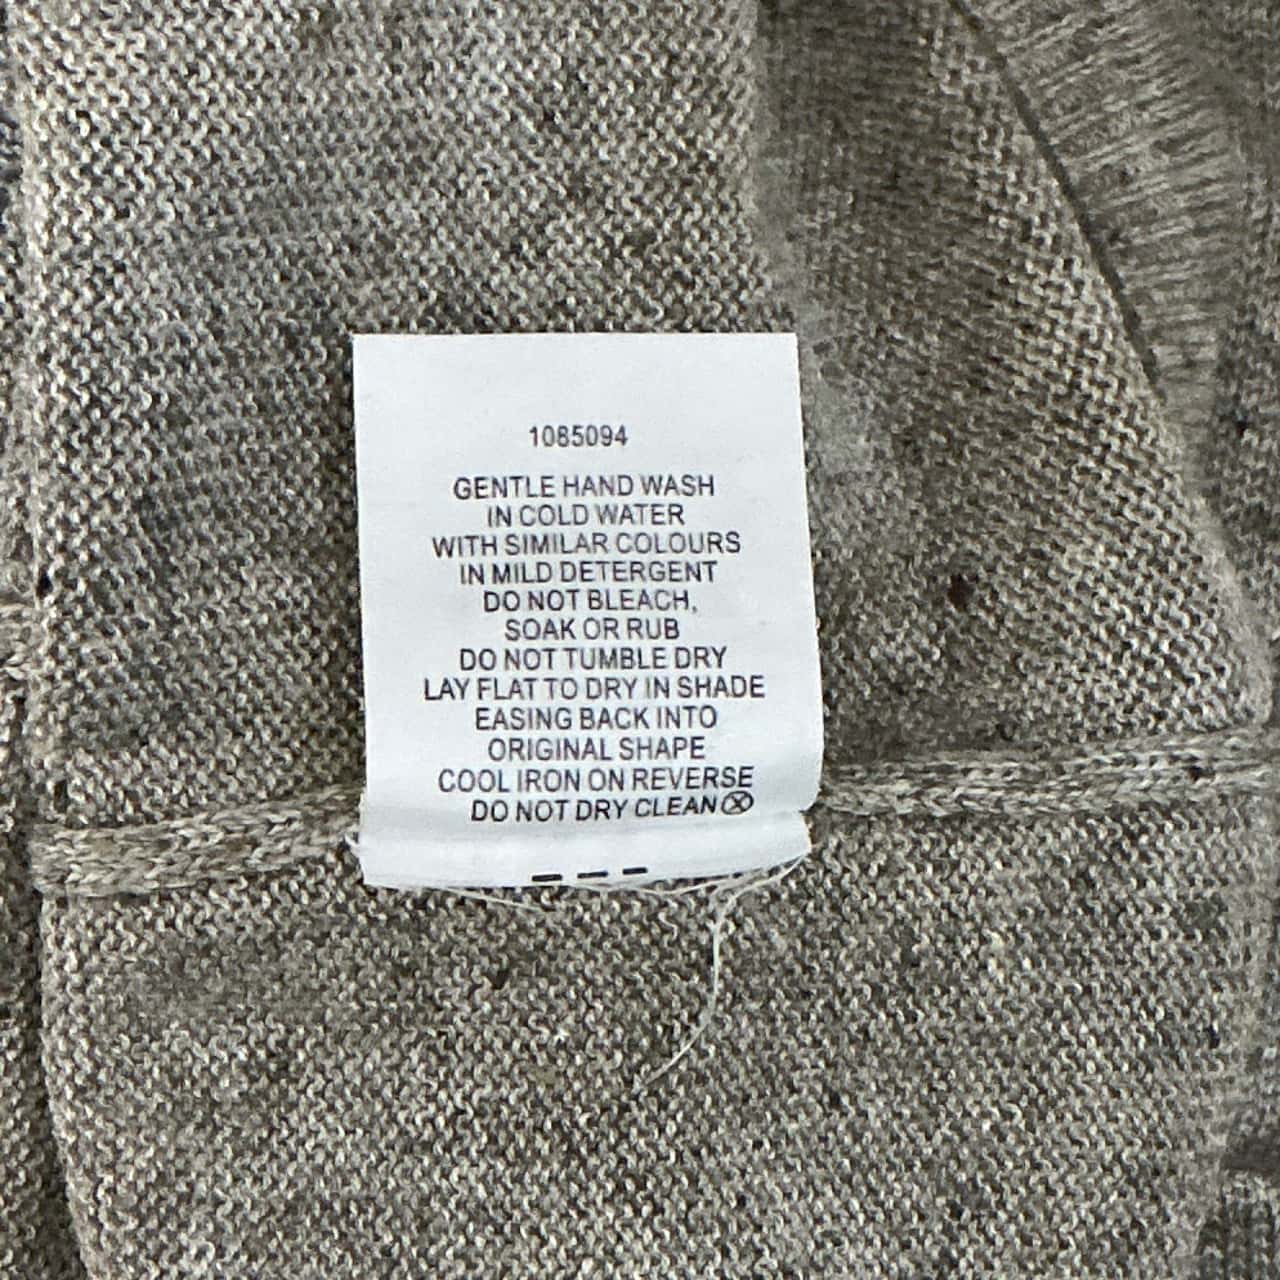 1085094
GENTLE HAND WASH
IN COLD WATER
WITH SIMILAR COLOURS
IN MILD DETERGENT
DO NOT BLEACH,
SOAK OR RUB
DO NOT TUMBLE DRY
LAY FLAT TO DRY IN SHADE
EASING BACK INTO
ORIGINAL SHAPE
COOL IRON ON REVERSE
DO NOT DRY CLEAN